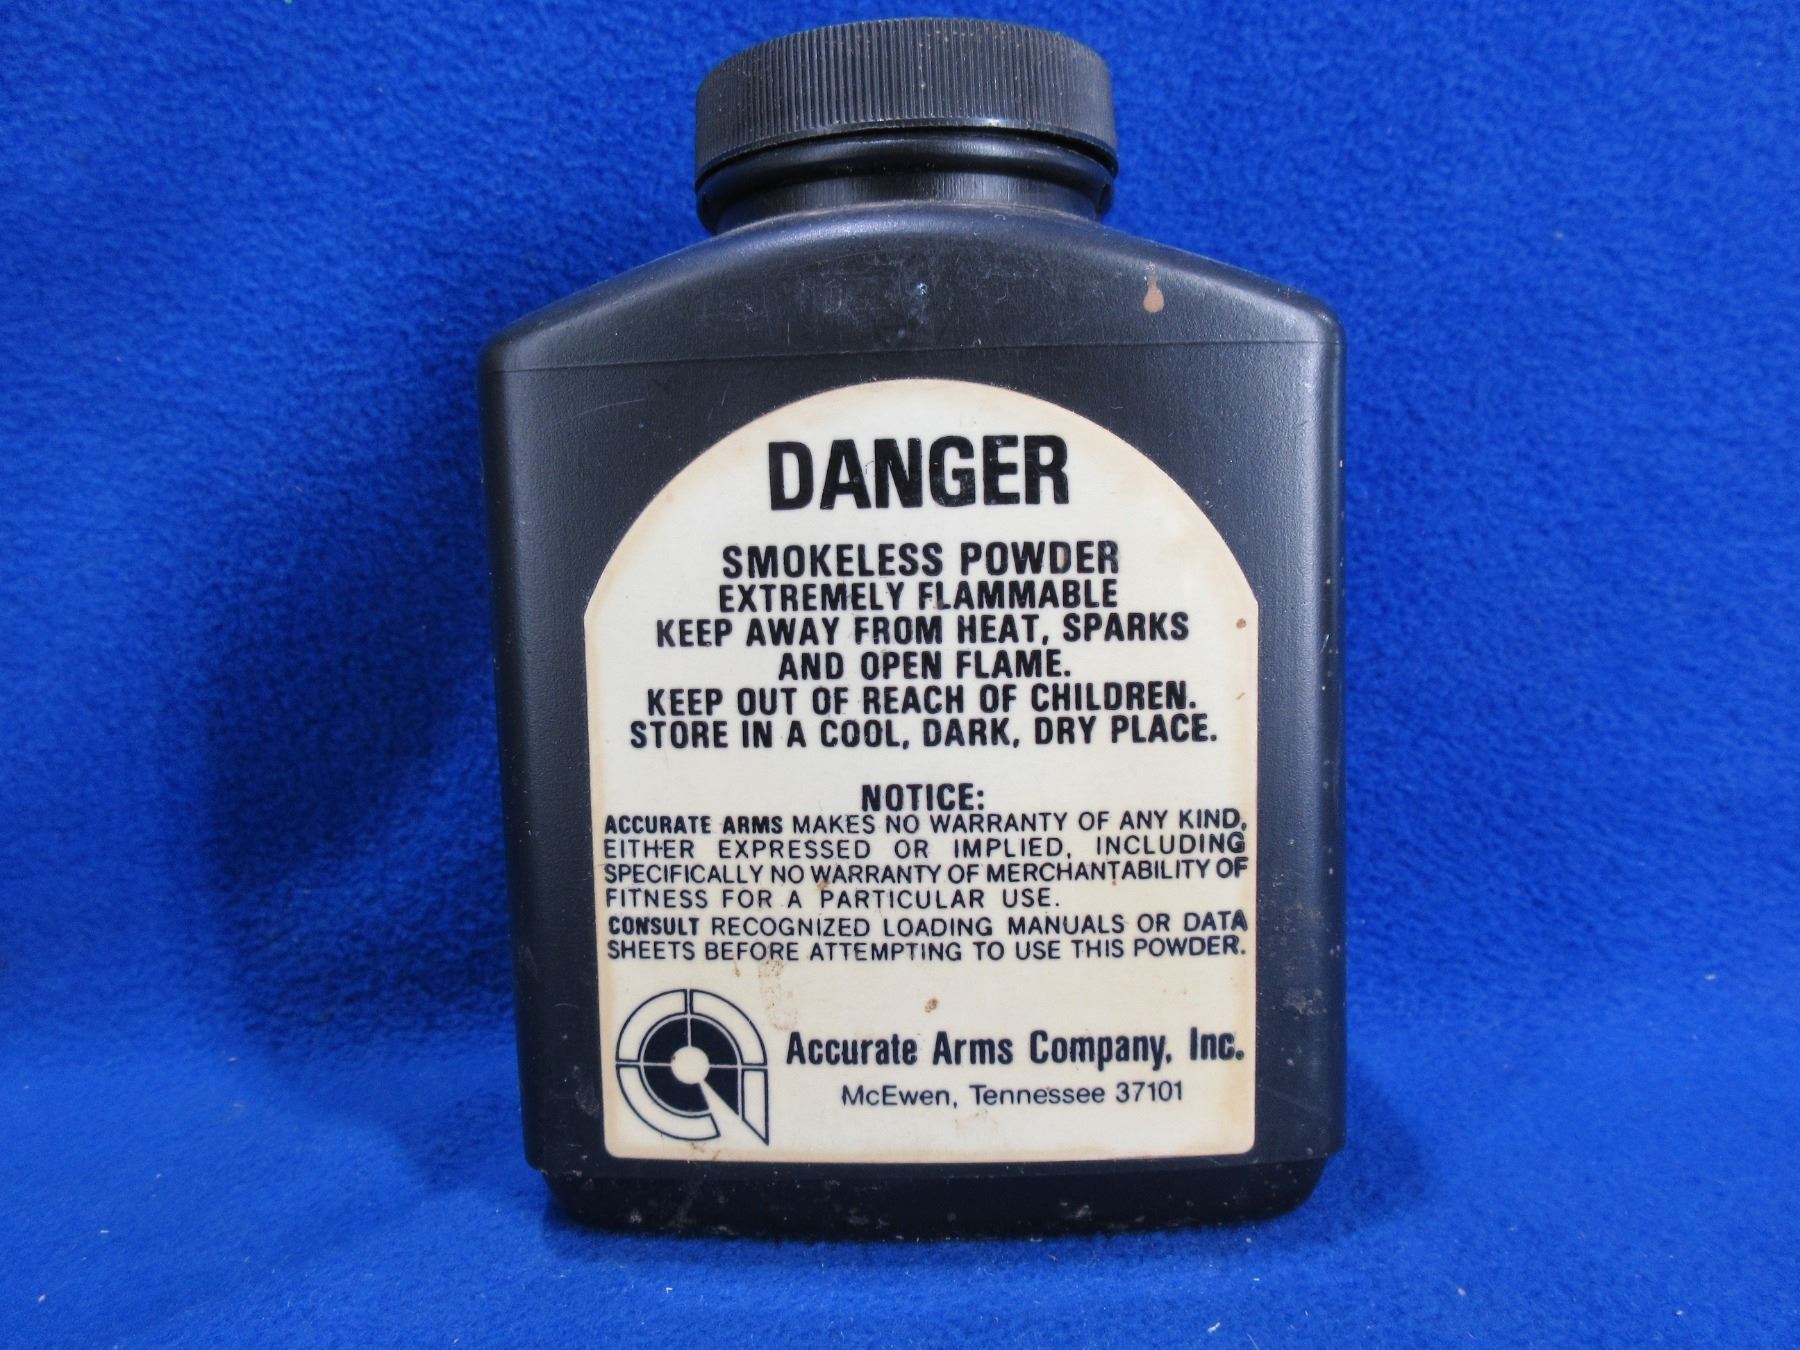 DANGER
SMOKELESS POWDER
EXTREMELY FLAMMABLE
KEEP AWAY FROM HEAT, SPARKS
AND OPEN FLAME.
KEEP OUT OF REACH OF CHILDREN.
STORE IN A COOL, DARK, DRY PLACE.
NOTICE:
ACCURATE ARMS MAKES NO WARRANTY OF ANY KIND,
EITHER EXPRESSED OR IMPLIED, INCLUDING
SPECIFICALLY NO WARRANTY OF MERCHANTABILITY OF
FITNESS FOR A PARTICULAR USE.
CONSULT RECOGNIZED LOADING MANUALS OR DATA
SHEETS BEFORE ATTEMPTING TO USE THIS POWDER.
Accurate Arms Company, Inc.
McEwen, Tennessee 37101